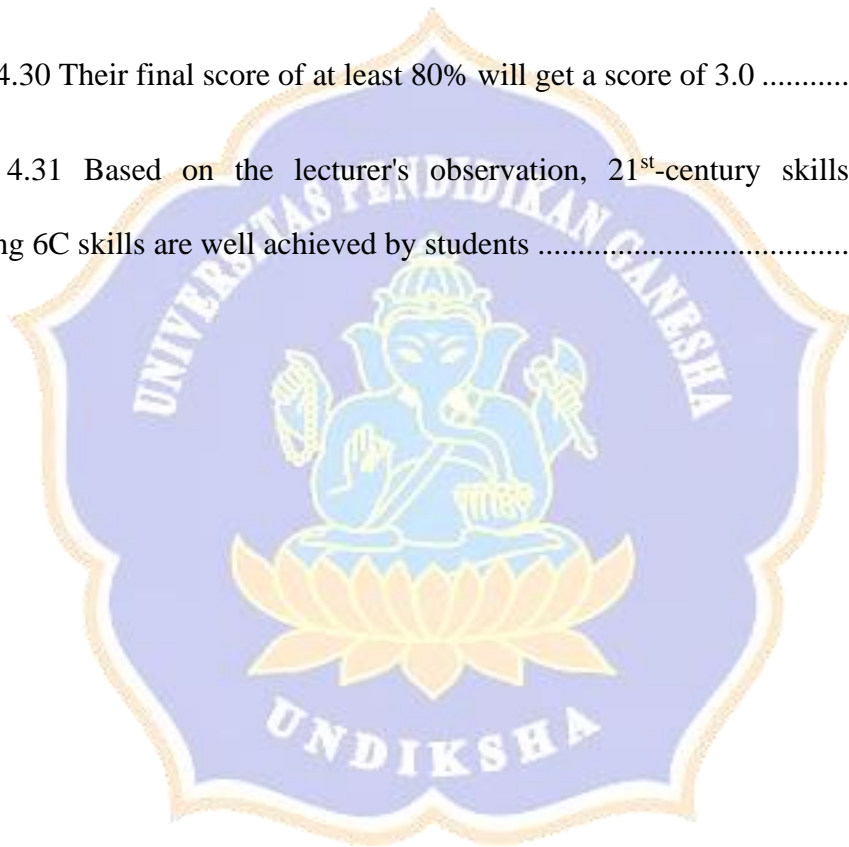 4.30 Their final score of at least 80% will get a score of 3.0 ...........
4.31 Based on the lecturer's observation, 21st-century skills
ng 6C skills are well achieved by students .....................................
UNIVERSITAS PENDIDIKAN GANESHA
UNDIKSHA